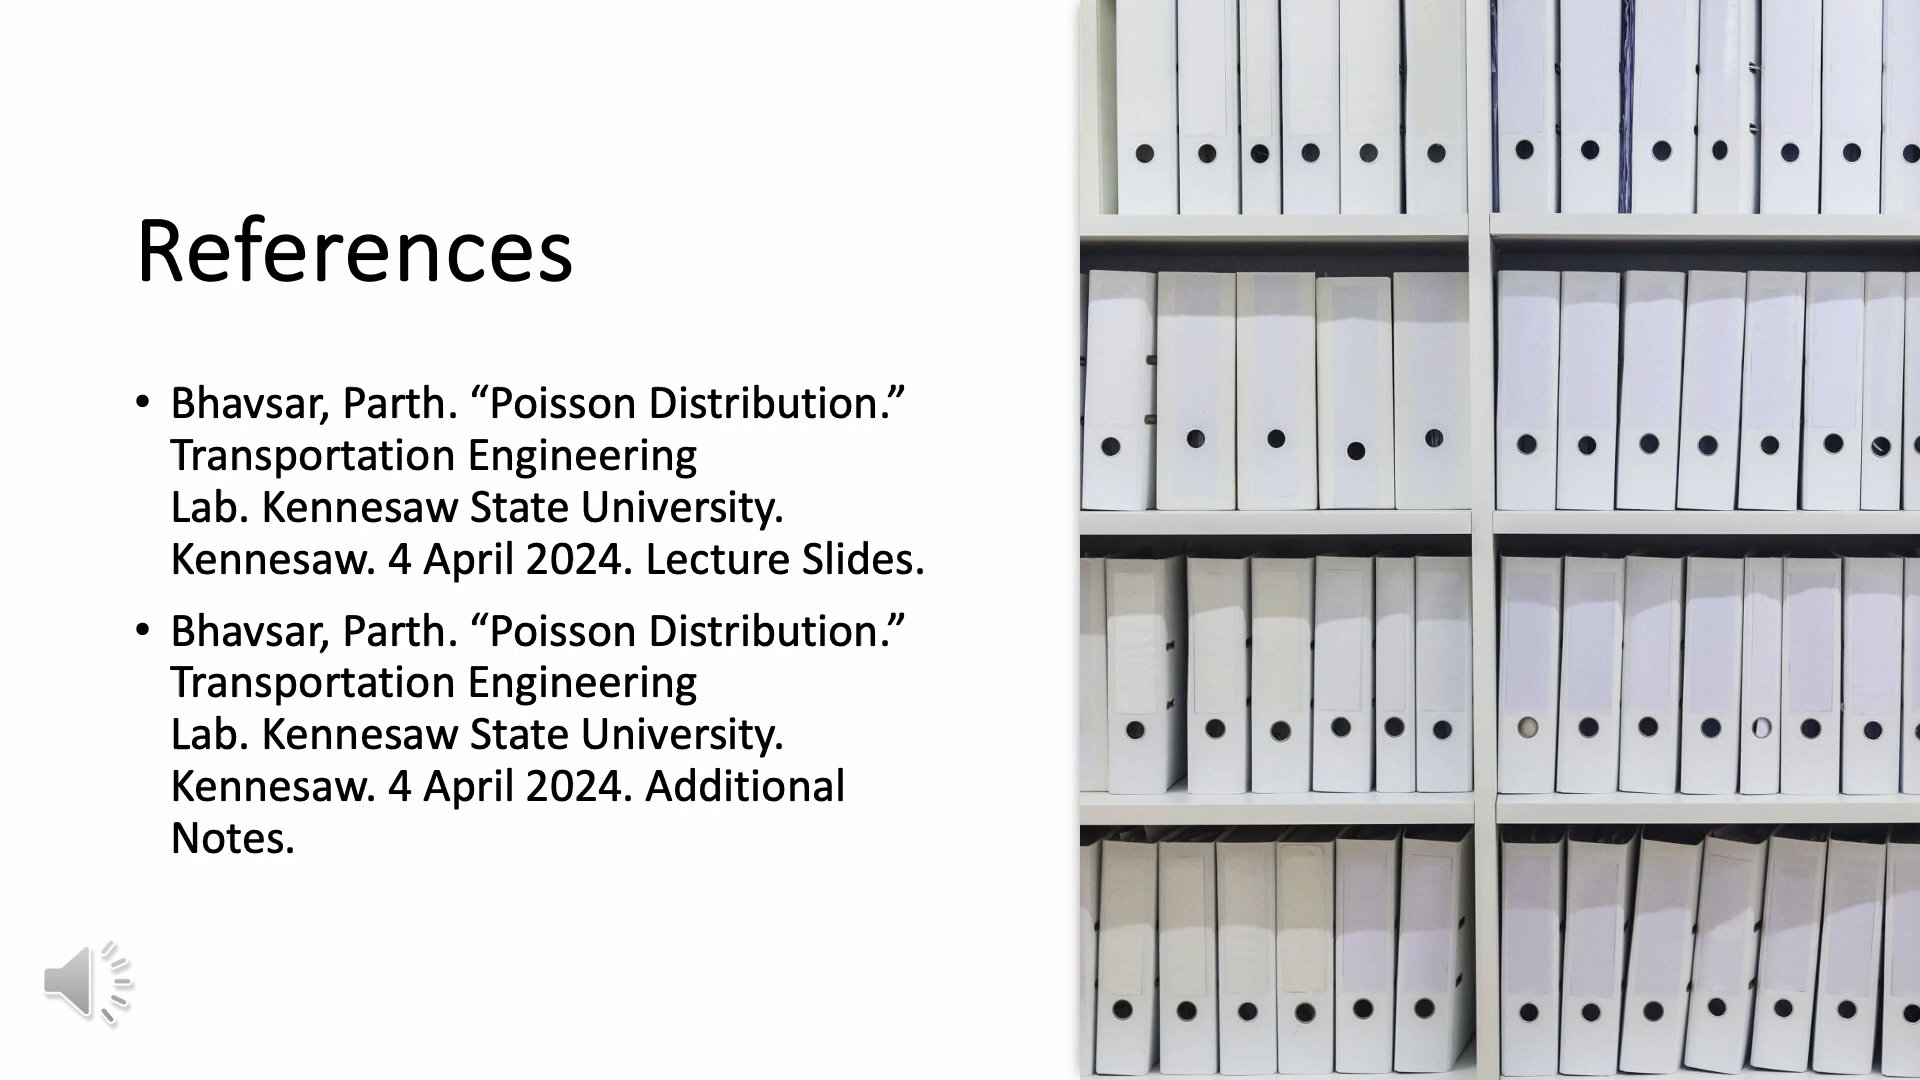 References
• Bhavsar, Parth. “Poisson Distribution.”
Transportation Engineering
Lab. Kennesaw State University.
Kennesaw. 4 April 2024. Lecture Slides.
• Bhavsar, Parth. “Poisson Distribution.”
Transportation Engineering
Lab. Kennesaw State University.
Kennesaw. 4 April 2024. Additional
Notes.